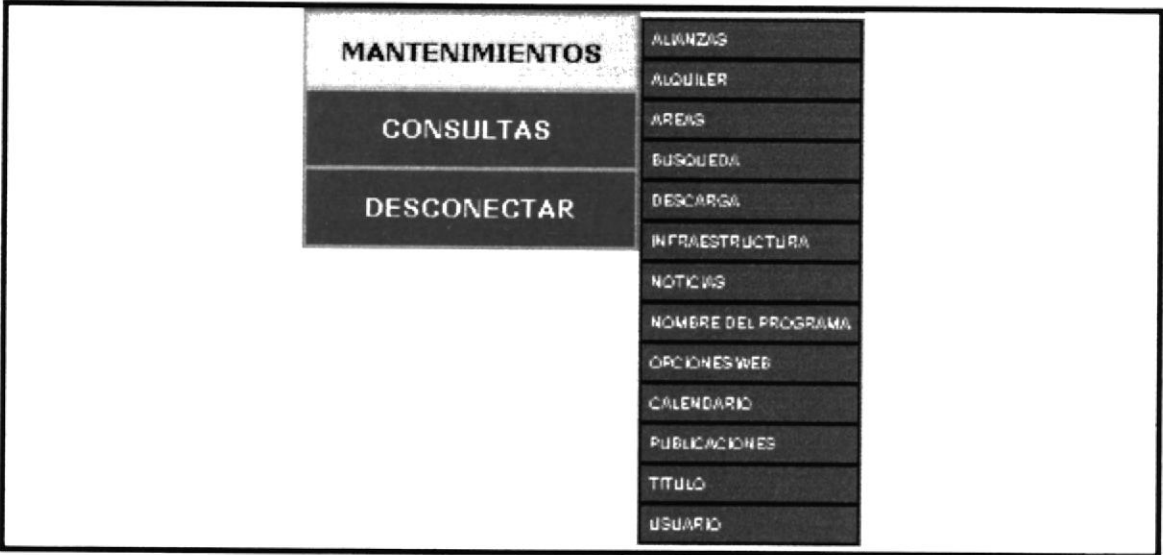 MANTENIMIENTOS
CONSULTAS
DESCONECTAR
ALIANZAS
ALQUILER
AREAS
BUSQUEDA
DESCARGA
INFRAESTRUCTURA
NOTICIAS
NOMBRE DEL PROGRAMA
OPCIONES WEB
CALENDARIO
PUBLICACIONES
TITULO
USUARIO